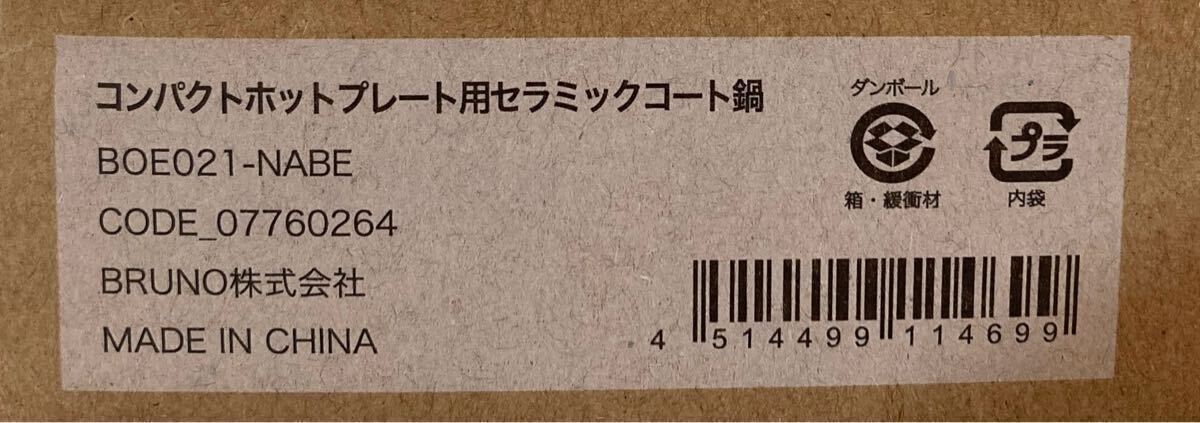 コンパクトホットプレート用セラミックコート鍋
BOE021-NABE
CODE_07760264
BRUNO株式会社
MADE IN CHINA
ダンボール
箱・緩衝材
プラ
内袋
4 514499 114699